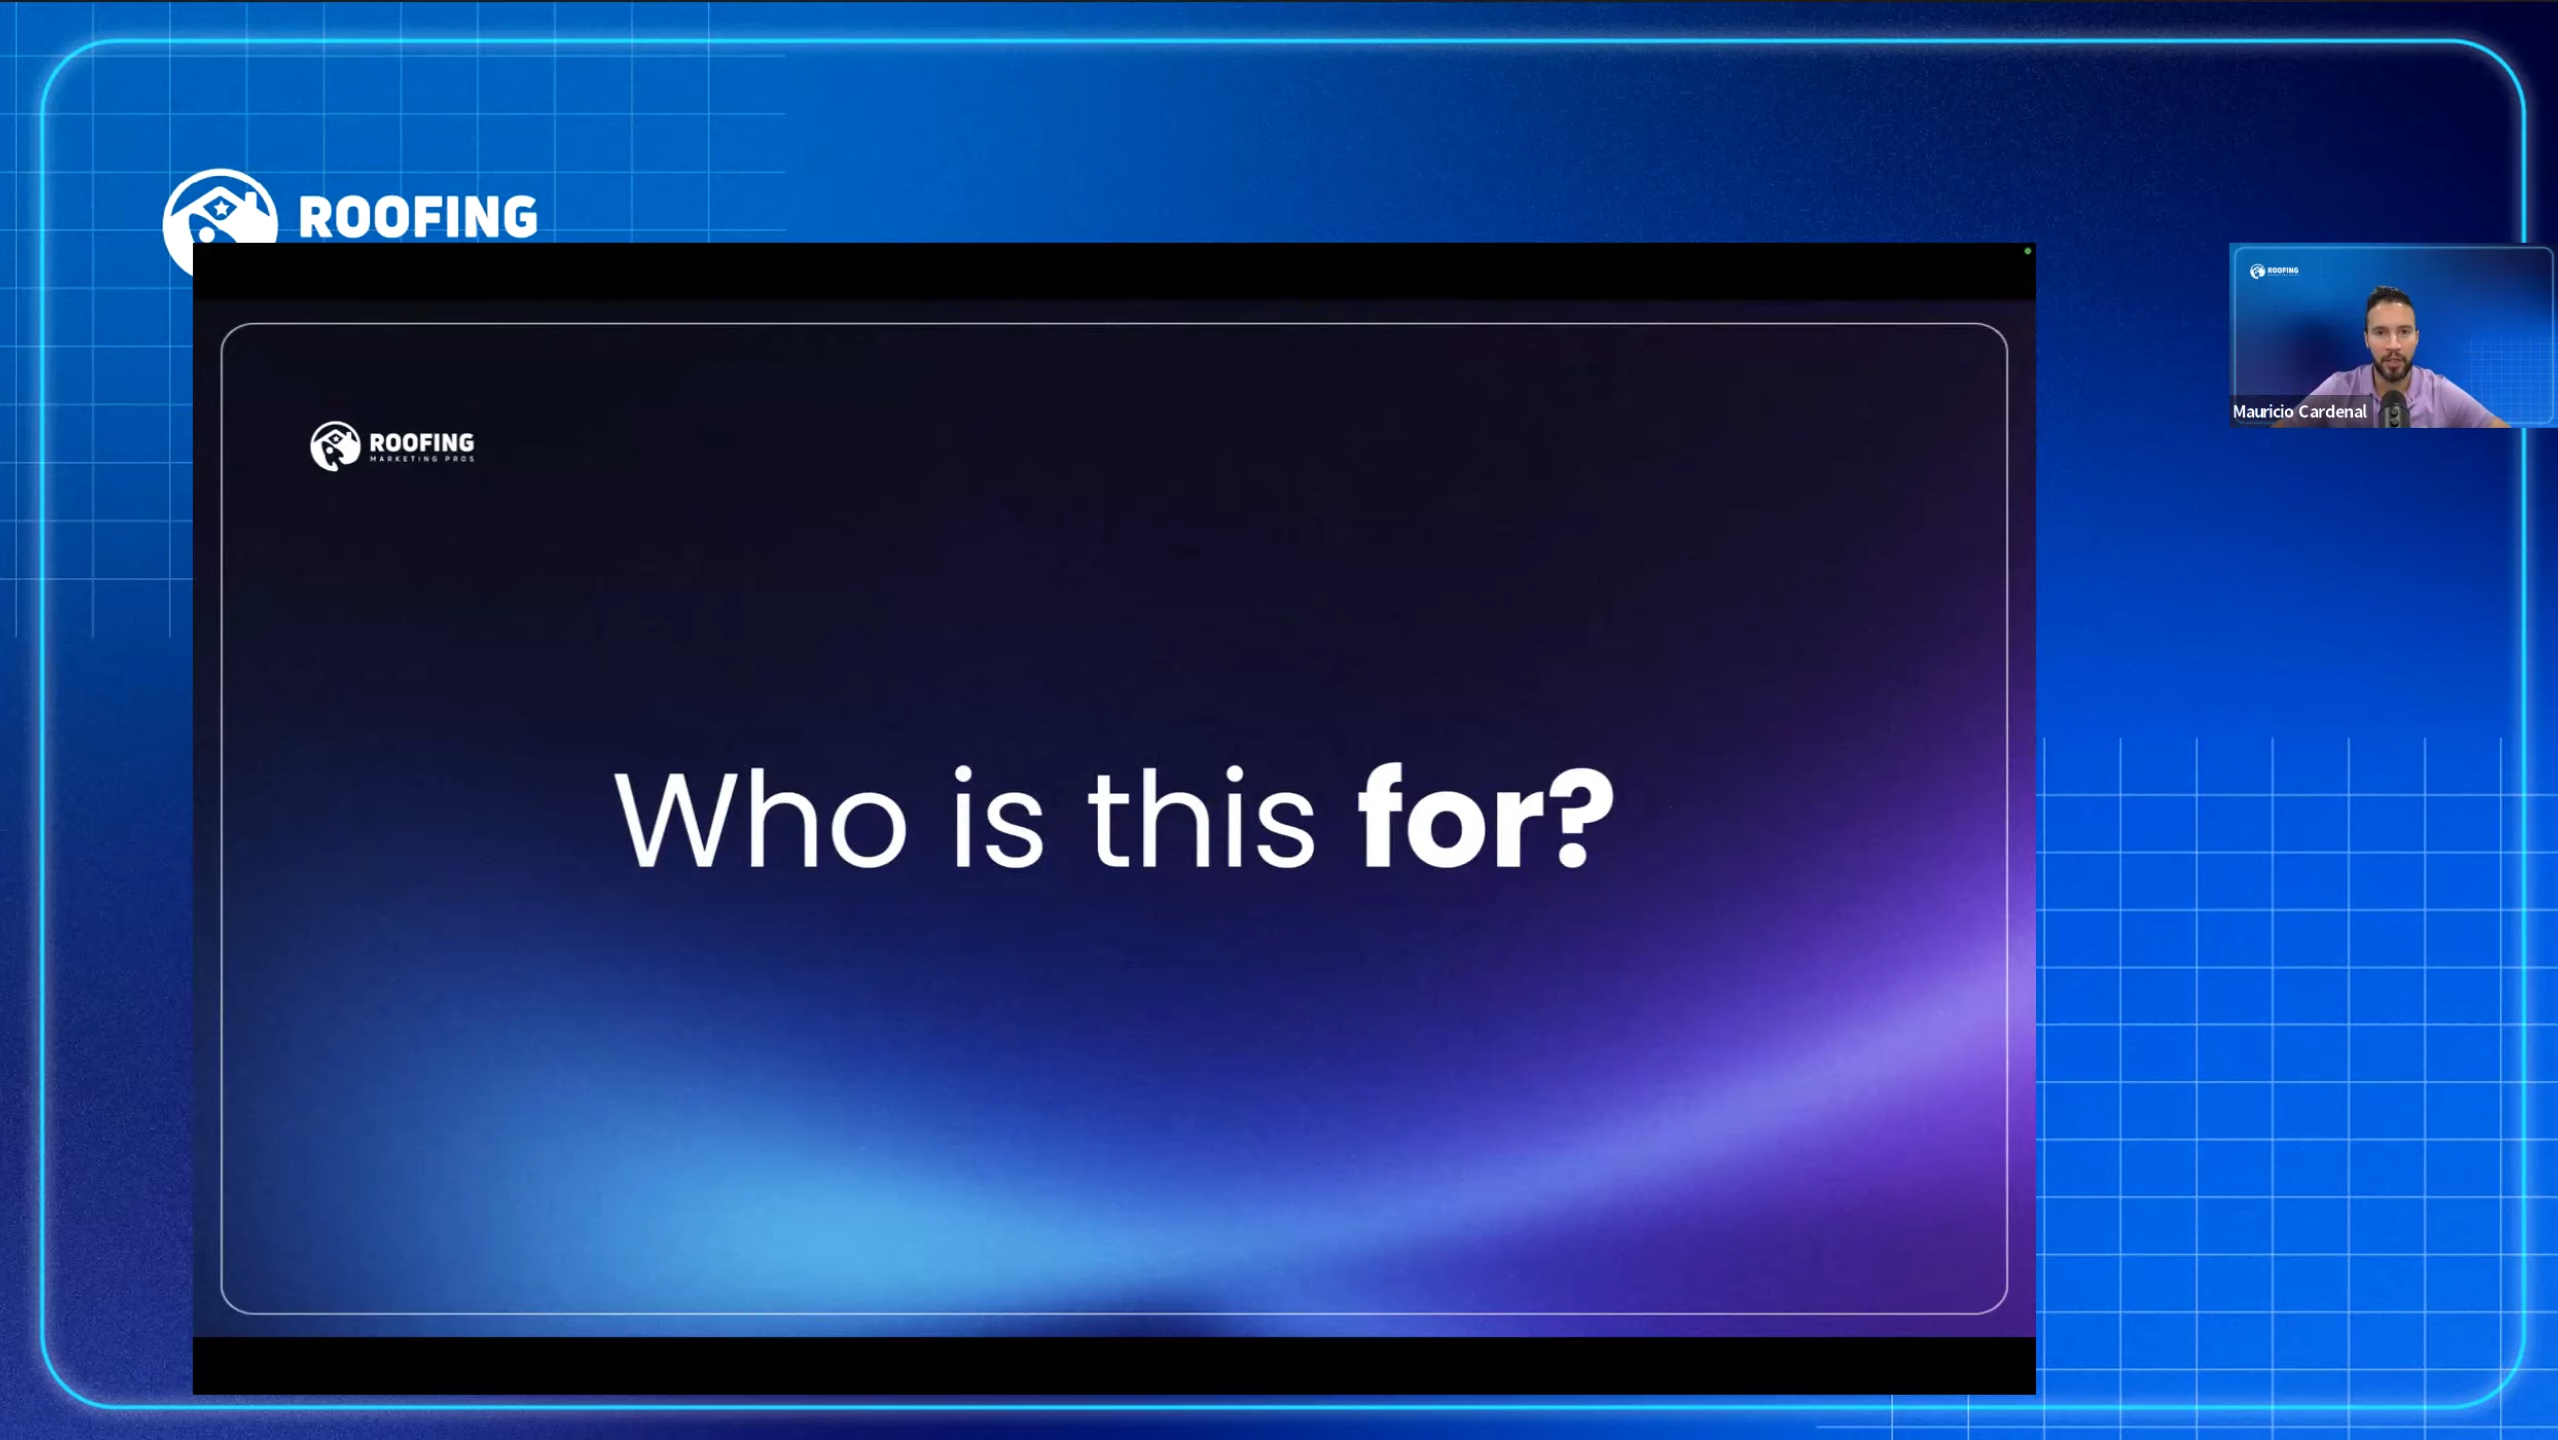 ROOFING
ROOFING
MARKETING PROS
Who is this for?
ROOFING
Mauricio Cardenal